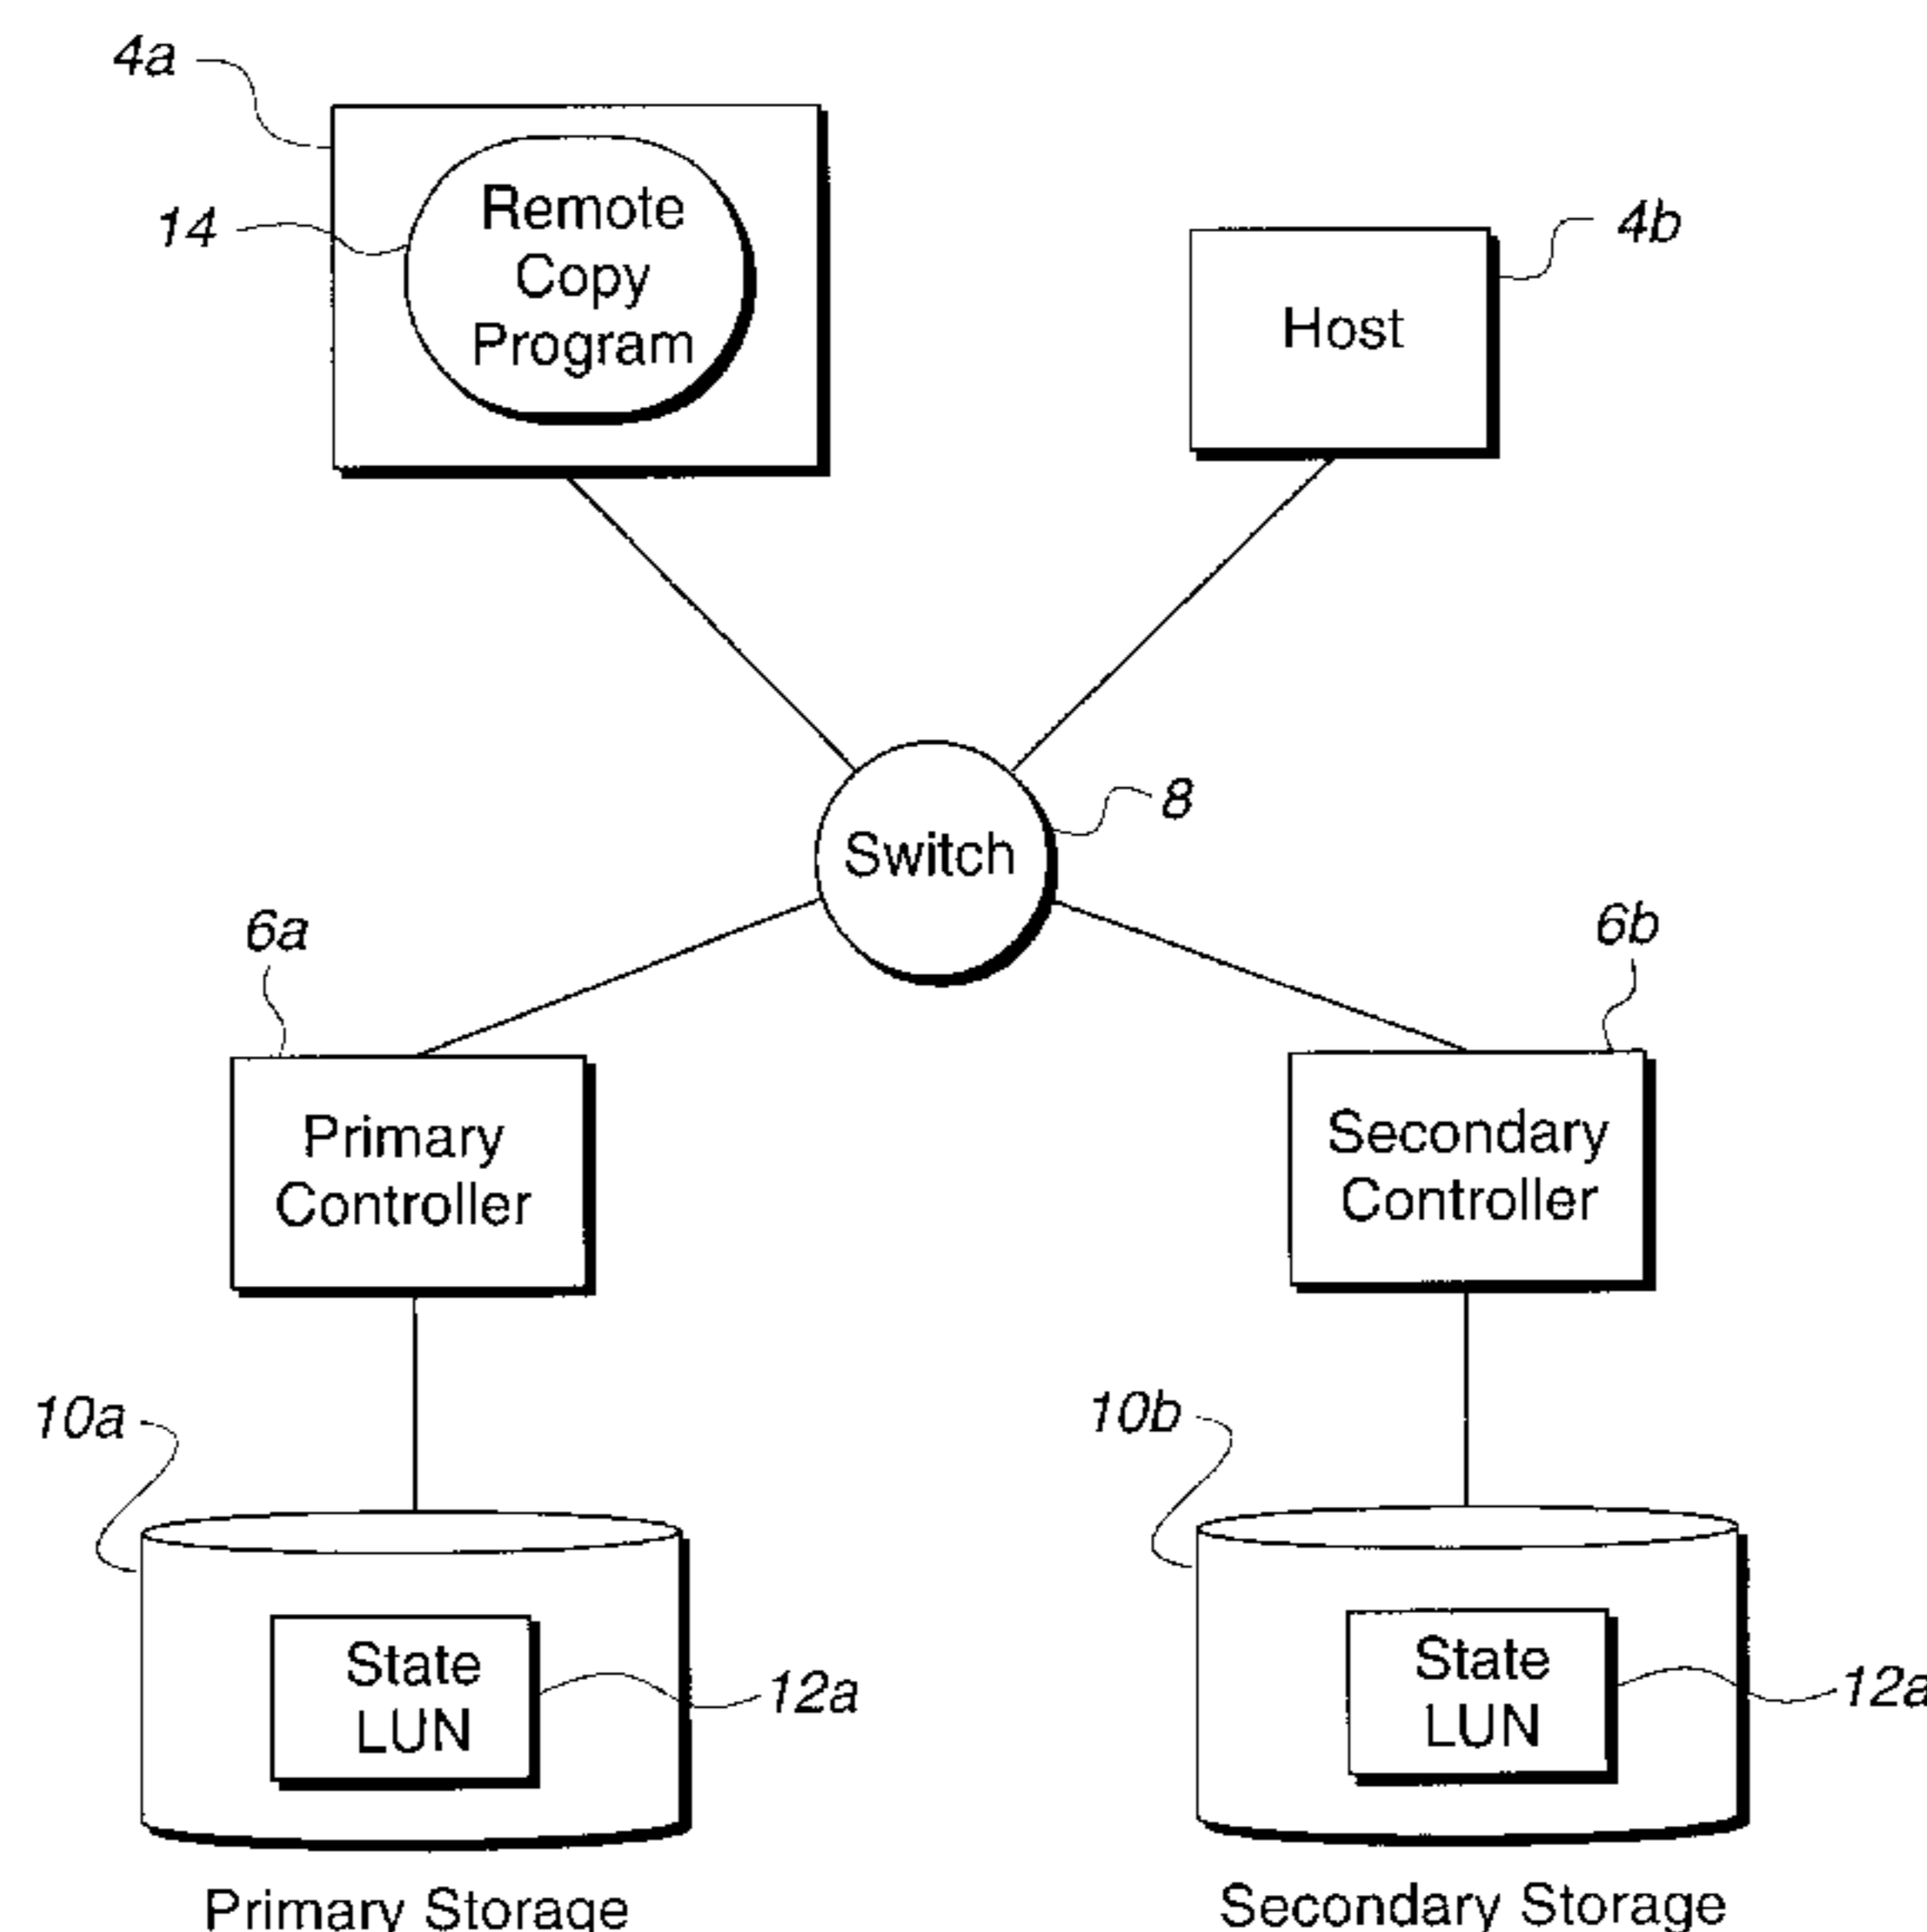 4a
14
Remote
Copy
Program
4b
Host
8
Switch
6a
6b
Primary
Controller
Secondary
Controller
10a
10b
State
LUN
12a
State
LUN
12a
Primary Storage
Secondary Storage